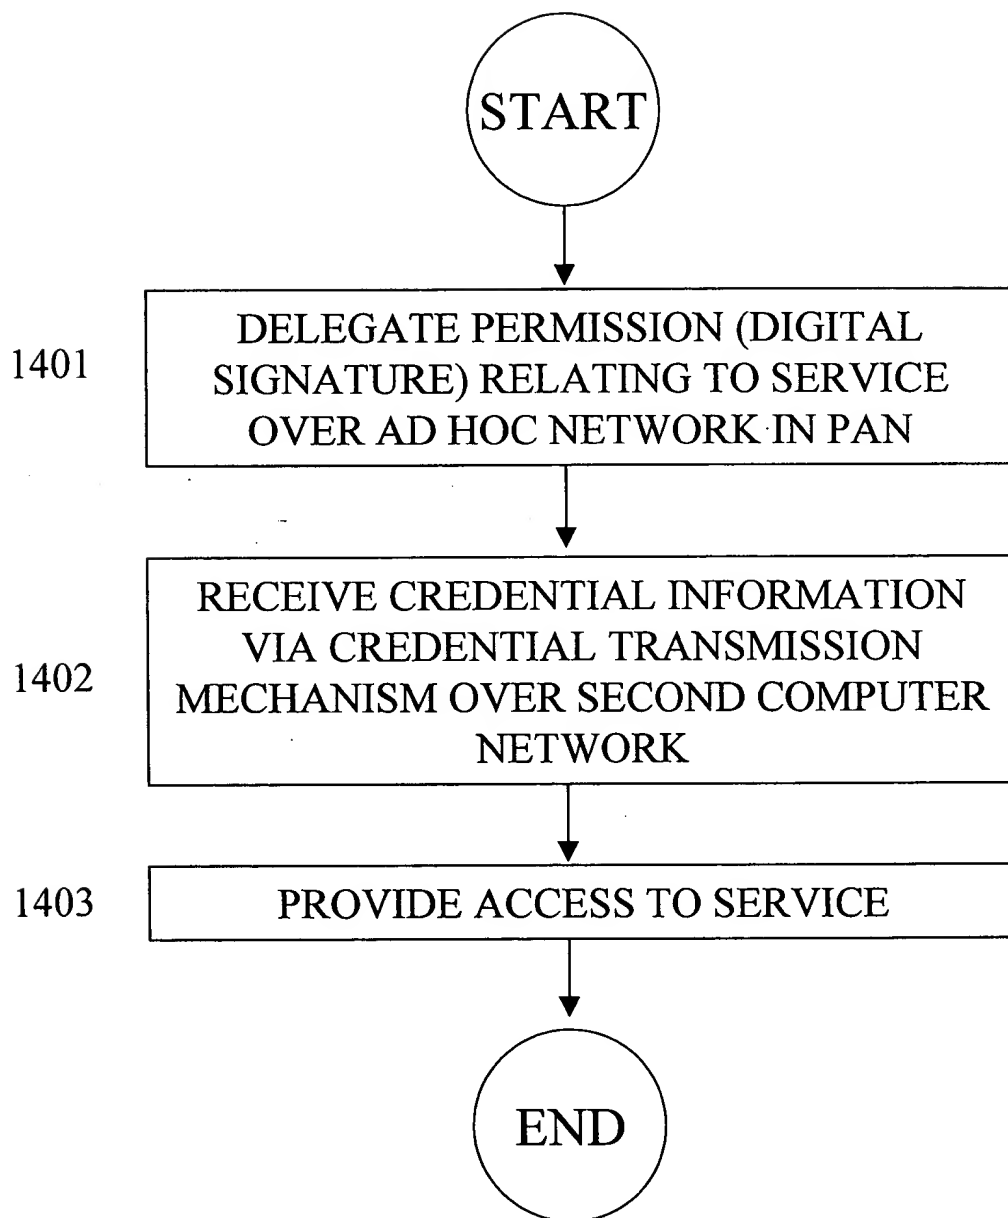 START
1401
DELEGATE PERMISSION (DIGITAL
SIGNATURE) RELATING TO SERVICE
OVER AD HOC NETWORK IN PAN
1402
RECEIVE CREDENTIAL INFORMATION
VIA CREDENTIAL TRANSMISSION
MECHANISM OVER SECOND COMPUTER
NETWORK
1403
PROVIDE ACCESS TO SERVICE
END